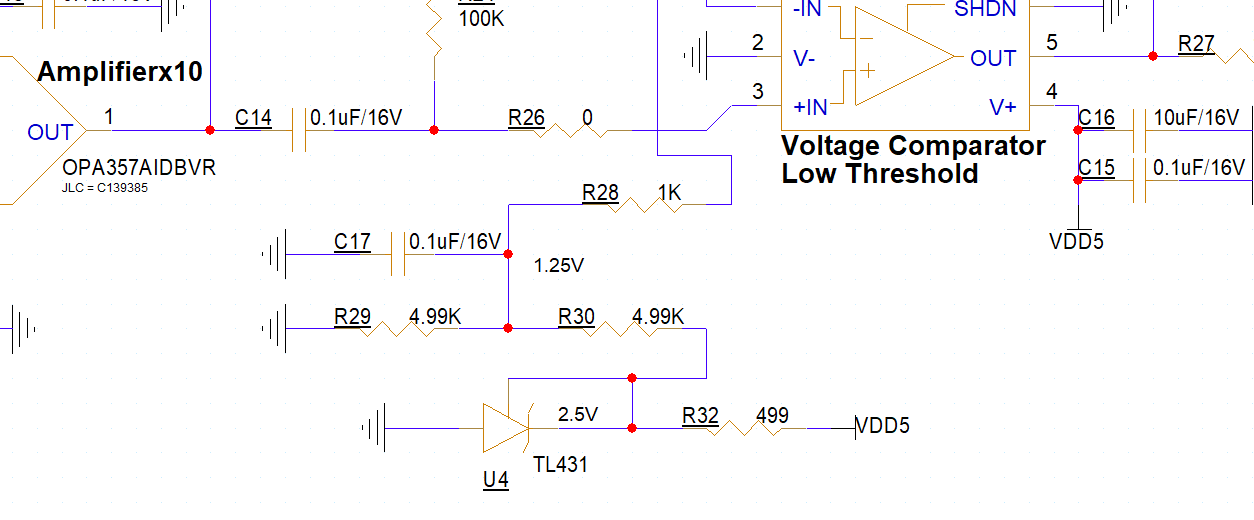 100K
-IN
SHDN
Amplifierx10
2
V-
OUT
5
R27
OUT
1
C14
0.1uF/16V
R26
0
3
+IN
V+
4
C16
10uF/16V
OPA357AIDBVR
JLC = C139385
Voltage Comparator
Low Threshold
C15
0.1uF/16V
R28
1K
C17
0.1uF/16V
VDD5
1.25V
R29
4.99K
R30
4.99K
2.5V
R32
499
VDD5
TL431
U4